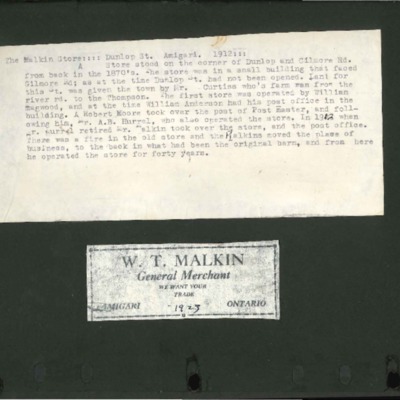 The Malkin Store:::: Dunlop St. Amigari. 1912:::
A Store stood on the corner of Dunlop and Gilmore Rd.
from back in the 1870's. The store was in a small building that faced
Gilmore Rd; as at the time Dunlop St. had not been opened. Lant for
this St. was given the town by Mr. Curtiss who's farm was from the
river rd. to the Thompson. The first store was operated by William
Hagwood, and at the time William Anderson had his post office in the
building. A Robert Moore took over the post of Post Master, and foll-
owing him, Mr. A.H. Burrel, who also operated the store. In when
Mr. Burrel retired Mr. Malkin took over the store, and the post office.
There was a fire in the old store and the Malkins moved the place of
business, to the back in what had been the original barn, and from here
he operated the store for forty years.
W. T. MALKIN
General Merchant
WE WANT YOUR
TRADE
AMIGARI 1923 ONTARIO